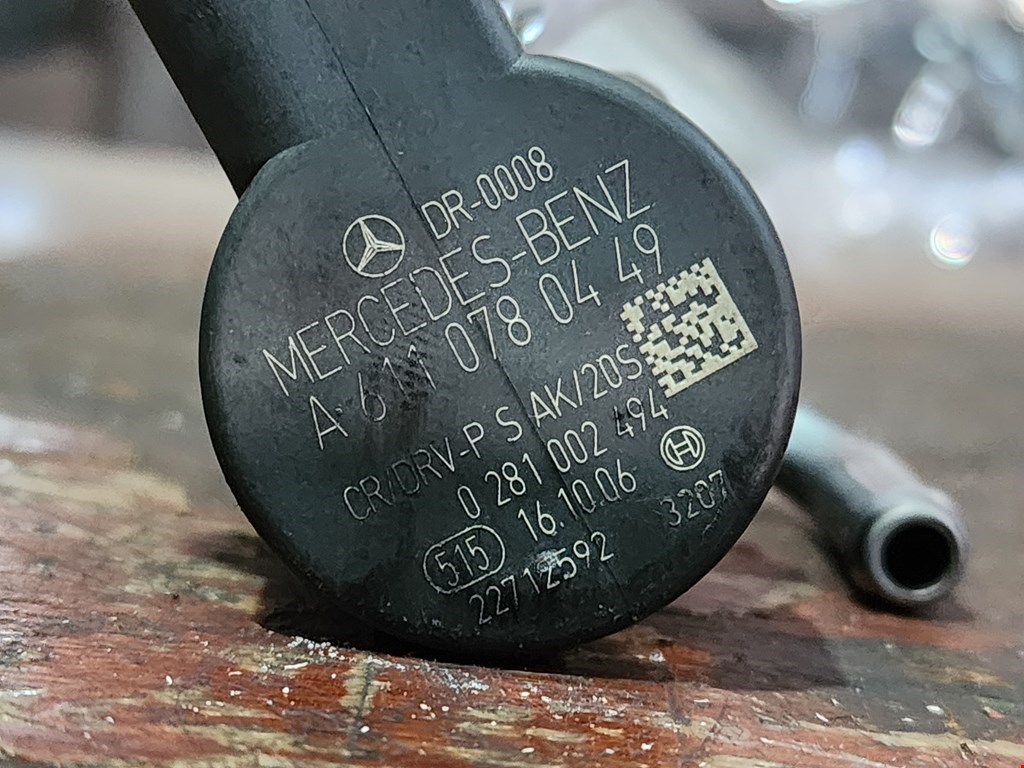 DR-0008
MERCEDES-BENZ
A 611 078 04 49
CR/DRV-P S AK/20S
0 281 002 494
515 16.10.06 3207
22712592